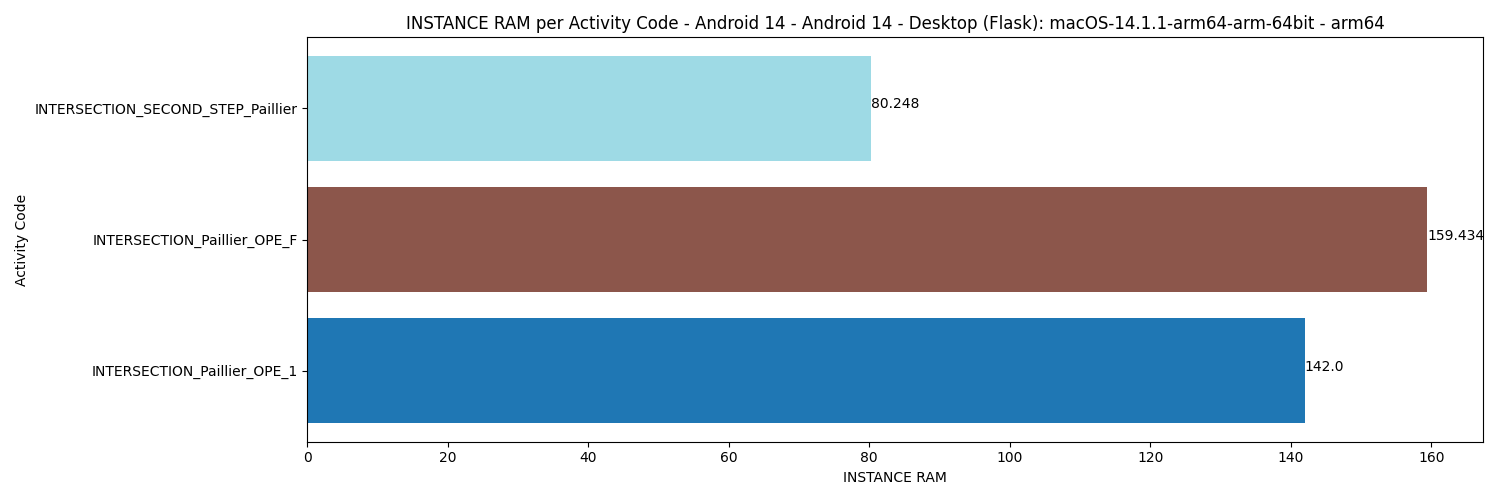 INSTANCE RAM per Activity Code - Android 14 - Android 14 - Desktop (Flask): macOS-14.1.1-arm64-arm-64bit - arm64
Activity Code
INTERSECTION_SECOND_STEP_Paillier
80.248
INTERSECTION_Paillier_OPE_F
159.434
INTERSECTION_Paillier_OPE_1
142.0
0 20 40 60 80 100 120 140 160
INSTANCE RAM